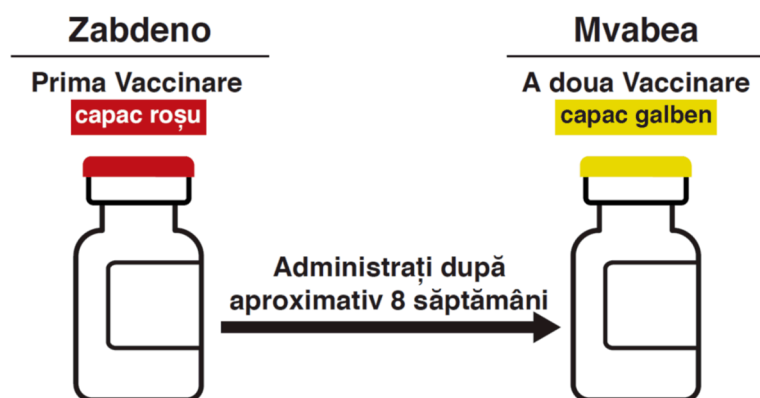 Zabdeno
Prima Vaccinare
capac roșu
Mvabea
A doua Vaccinare
capac galben
Administrați după
aproximativ 8 săptămâni